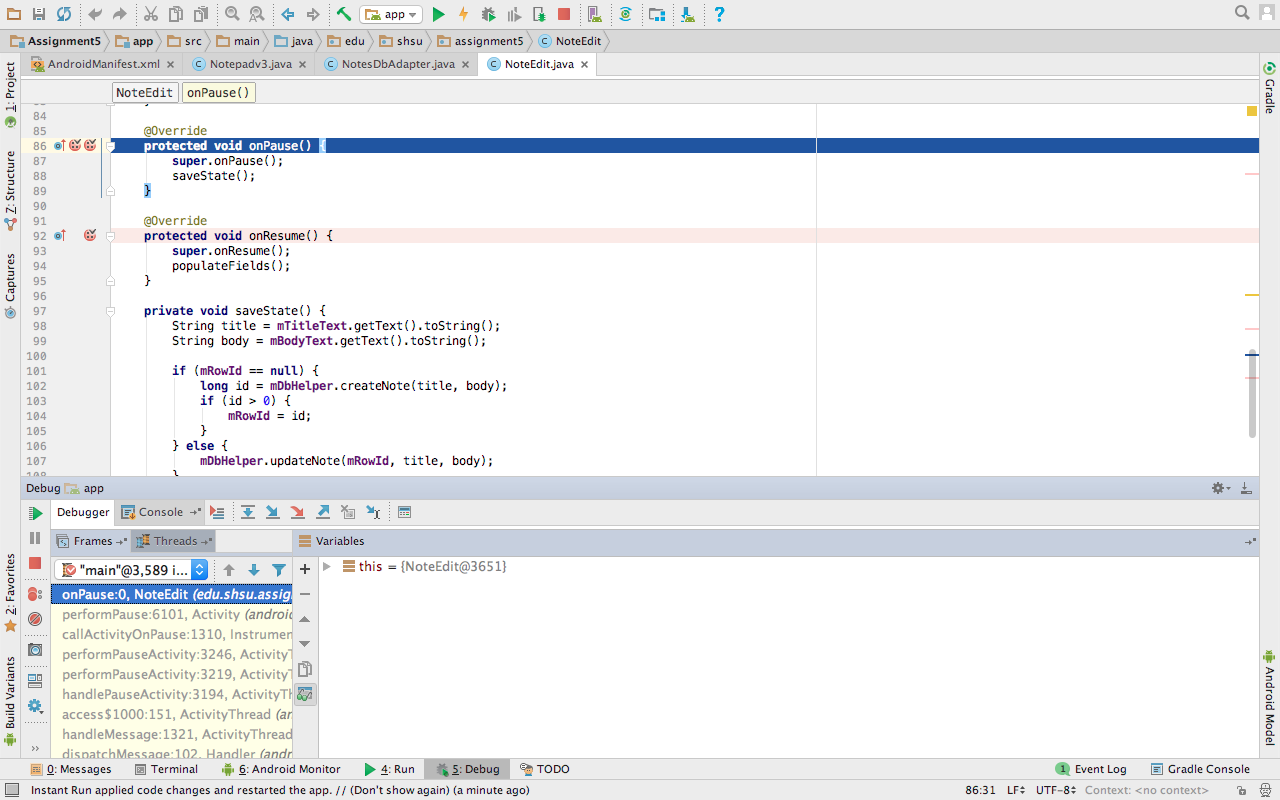 app
Assignment5 app src main java edu shsu assignment5 NoteEdit
AndroidManifest.xml Notepadv3.java NotesDbAdapter.java NoteEdit.java
NoteEdit onPause()
84
85 @Override
86 protected void onPause() {
87 super.onPause();
88 saveState();
89 }
90
91 @Override
92 protected void onResume() {
93 super.onResume();
94 populateFields();
95 }
96
97 private void saveState() {
98 String title = mTitleText.getText().toString();
99 String body = mBodyText.getText().toString();
100
101 if (mRowId == null) {
102 long id = mDbHelper.createNote(title, body);
103 if (id > 0) {
104 mRowId = id;
105 }
106 } else {
107 mDbHelper.updateNote(mRowId, title, body);
108 }
1: Project
Z: Structure
Captures
2: Favorites
Build Variants
Gradle
Android Model
Debug app
Debugger Console
Frames Threads Variables
"main"@3,589 i...
this = {NoteEdit@3651}
onPause:0, NoteEdit (edu.shsu.assig
performPause:6101, Activity (android
callActivityOnPause:1310, Instrumen
performPauseActivity:3246, ActivityT
performPauseActivity:3219, ActivityT
handlePauseActivity:3194, ActivityTh
access$1000:151, ActivityThread (an
handleMessage:1321, ActivityThread
dispatchMessage:102, Handler (andr
0: Messages Terminal 6: Android Monitor 4: Run 5: Debug TODO 1 Event Log Gradle Console
Instant Run applied code changes and restarted the app. // (Don't show again) (a minute ago) 86:31 LF UTF-8 Context: <no context>